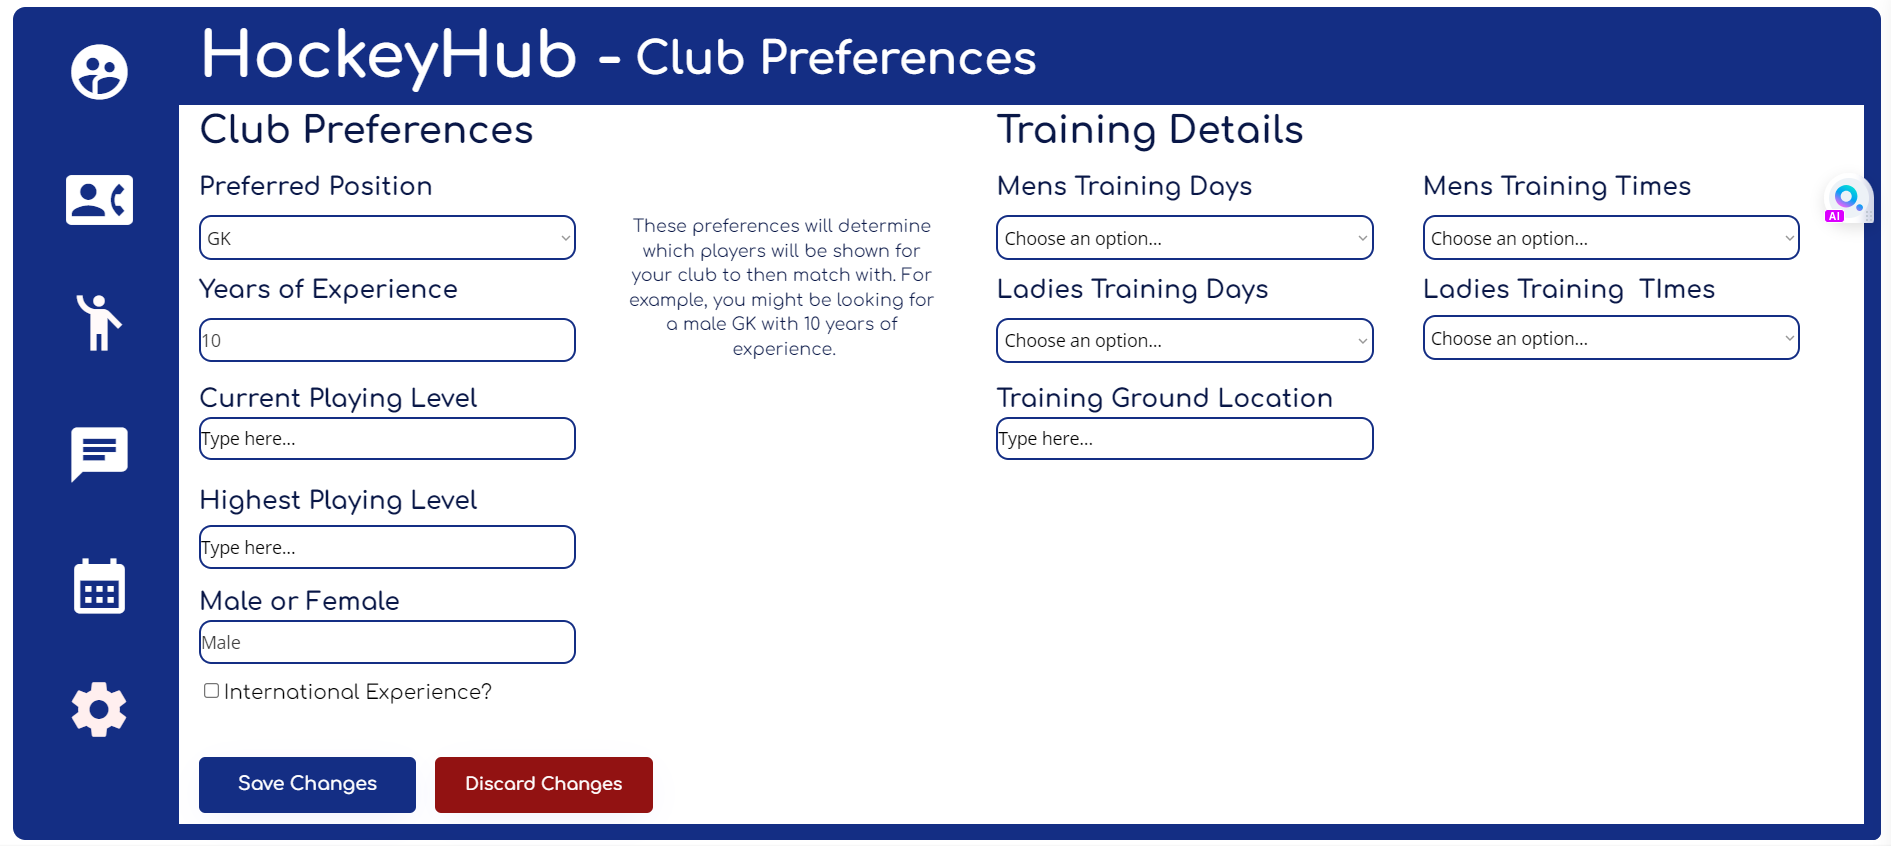 HockeyHub - Club Preferences
Club Preferences
Preferred Position
GK
Years of Experience
10
Current Playing Level
Type here...
Highest Playing Level
Type here...
Male or Female
Male
International Experience?
Save Changes
Discard Changes
These preferences will determine
which players will be shown for
your club to then match with. For
example, you might be looking for
a male GK with 10 years of
experience.
Training Details
Mens Training Days
Choose an option...
Mens Training Times
Choose an option...
Ladies Training Days
Choose an option...
Ladies Training  TImes
Choose an option...
Training Ground Location
Type here...
AI